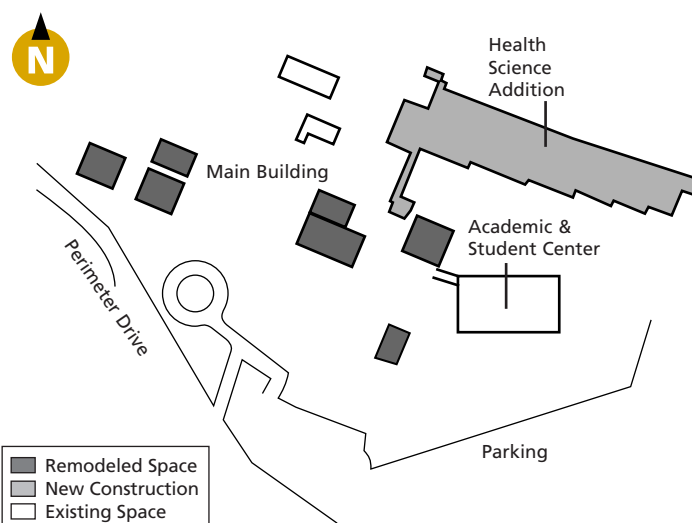 N
Health
Science
Addition
Main Building
Academic &
Student Center
Perimeter Drive
Parking
Remodeled Space
New Construction
Existing Space